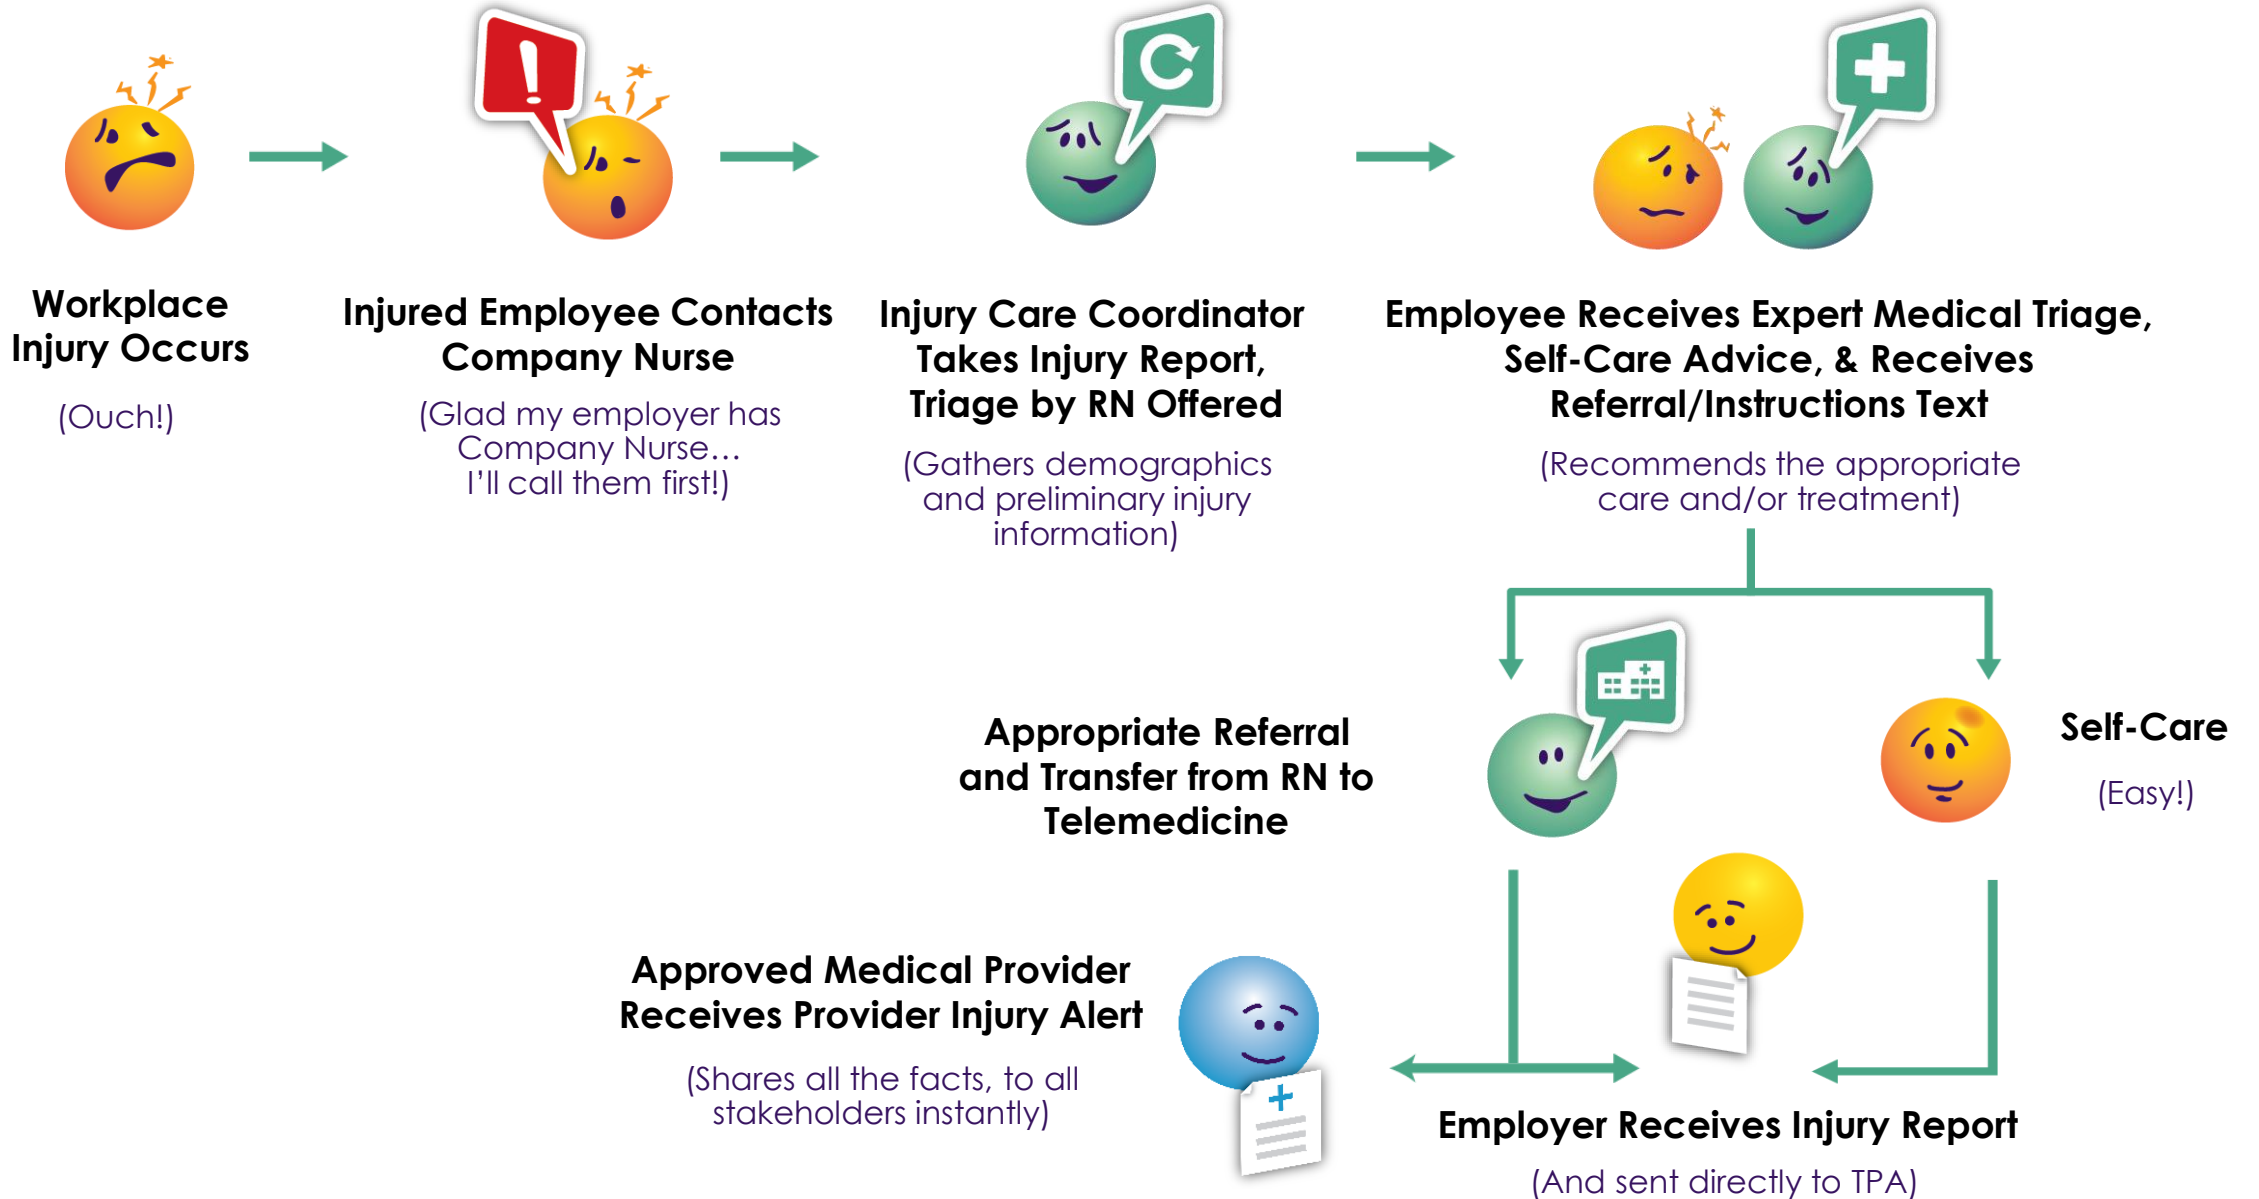 Workplace
Injury Occurs
(Ouch!)
Injured Employee Contacts
Company Nurse
(Glad my employer has
Company Nurse…
I'll call them first!)
Injury Care Coordinator
Takes Injury Report,
Triage by RN Offered
(Gathers demographics
and preliminary injury
information)
Employee Receives Expert Medical Triage,
Self-Care Advice, & Receives
Referral/Instructions Text
(Recommends the appropriate
care and/or treatment)
Appropriate Referral
and Transfer from RN to
Telemedicine
Self-Care
(Easy!)
Approved Medical Provider
Receives Provider Injury Alert
(Shares all the facts, to all
stakeholders instantly)
Employer Receives Injury Report
(And sent directly to TPA)